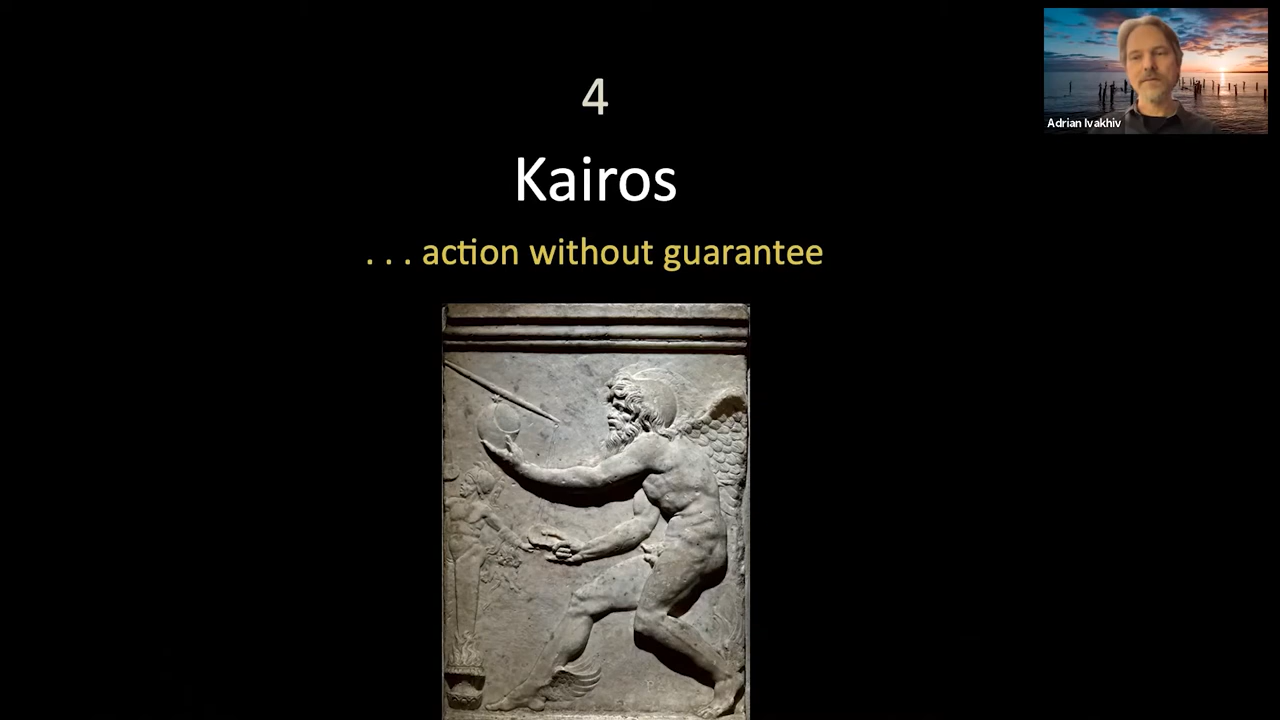 4
Kairos
. . . action without guarantee
Adrian Ivakhiv